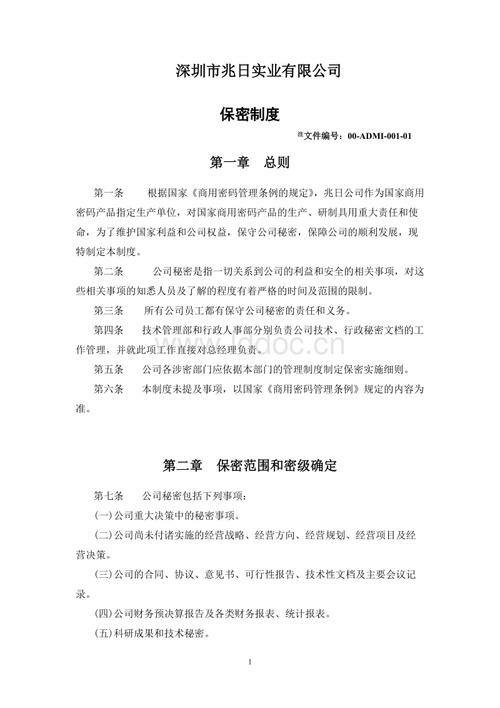 深圳市兆日实业有限公司
保密制度
注文件编号：00-ADMI-001-01
第一章 总则
第一条 根据国家《商用密码管理条例的规定》，兆日公司作为国家商用
密码产品指定生产单位，对国家商用密码产品的生产、研制具用重大责任和使
命，为了维护国家利益和公司权益，保守公司秘密，保障公司的顺利发展，现
特制定本制度。
第二条 公司秘密是指一切关系到公司的利益和安全的相关事项，对这
些相关事项的知悉人员及了解的程度有着严格的时间及范围的限制。
第三条 所有公司员工都有保守公司秘密的责任和义务。
第四条 技术管理部和行政人事部分别负责公司技术、行政秘密文档的工
作管理，并就此项工作直接对总经理负责。
www.lddoc.cn
第五条 公司各涉密部门应依据本部门的管理制度制定保密实施细则。
第六条 本制度未提及事项，以国家《商用密码管理条例》规定的内容为
准。
第二章 保密范围和密级确定
第七条 公司秘密包括下列事项：
(一)公司重大决策中的秘密事项。
(二)公司尚未付诸实施的经营战略、经营方向、经营规划、经营项目及经
营决策。
(三)公司的合同、协议、意见书、可行性报告、技术性文档及主要会议记
录。
(四)公司财务预决算报告及各类财务报表、统计报表。
(五)科研成果和技术秘密。
1